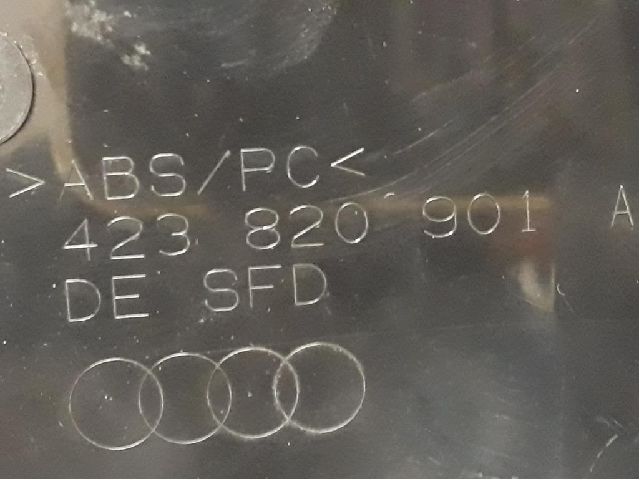 >ABS/PC<
423 820 901 A
DE SFD